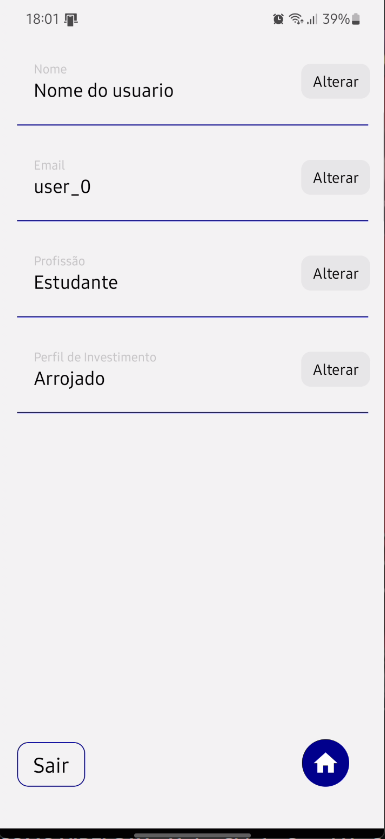 18:01
39%
Nome
Nome do usuario
Alterar
Email
user_0
Alterar
Profissão
Estudante
Alterar
Perfil de Investimento
Arrojado
Alterar
Sair